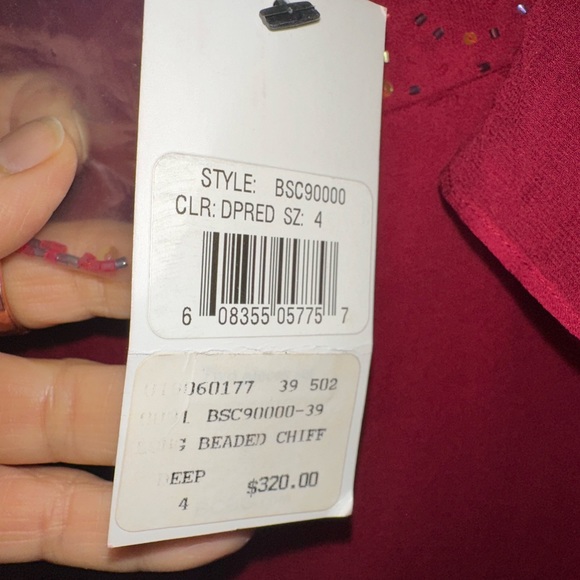 STYLE: BSC90000
CLR: DPRED SZ: 4
6 08355 05775 7
060177 39 502
BSC90000-39
BEADED CHIFF
EEP
4 $320.00